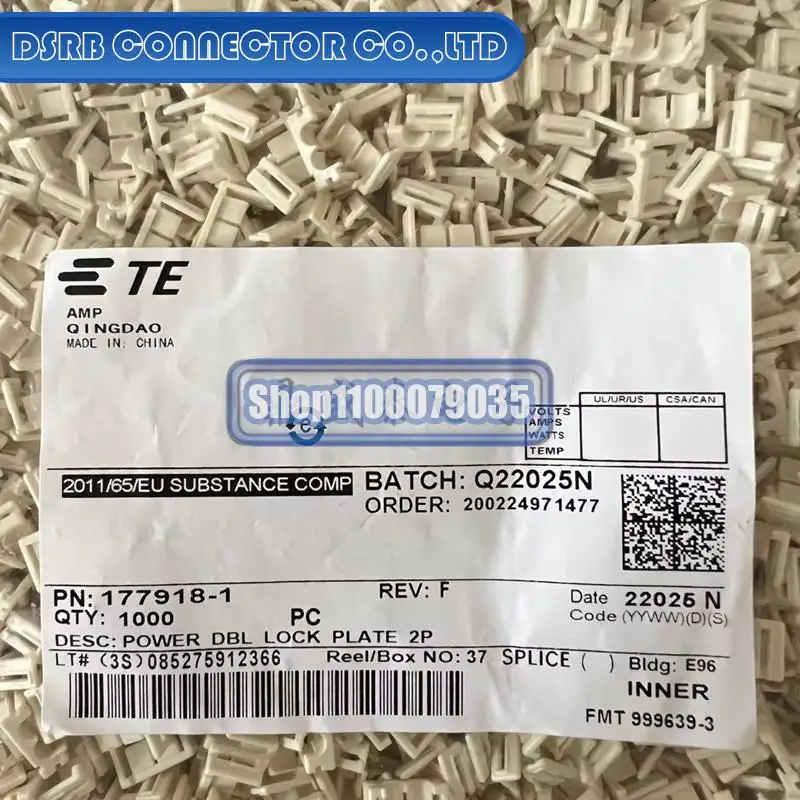 DSRB CONNECTOR CO.,LTD
TE
AMP
QINGDAO
MADE IN: CHINA
Shop1108079035
e
UL/UR/US CSA/CAN
VOLTS
AMPS
WATTS
TEMP
2011/65/EU SUBSTANCE COMP
BATCH: Q22025N
ORDER: 200224971477
PN: 177918-1
REV: F
Date 22025 N
QTY: 1000 PC
Code (YYWW)(D)(S)
DESC: POWER DBL LOCK PLATE 2P
LT# (3S)085275912366 Reel/Box NO: 37 SPLICE ( ) Bldg: E96
INNER
FMT 999639-3